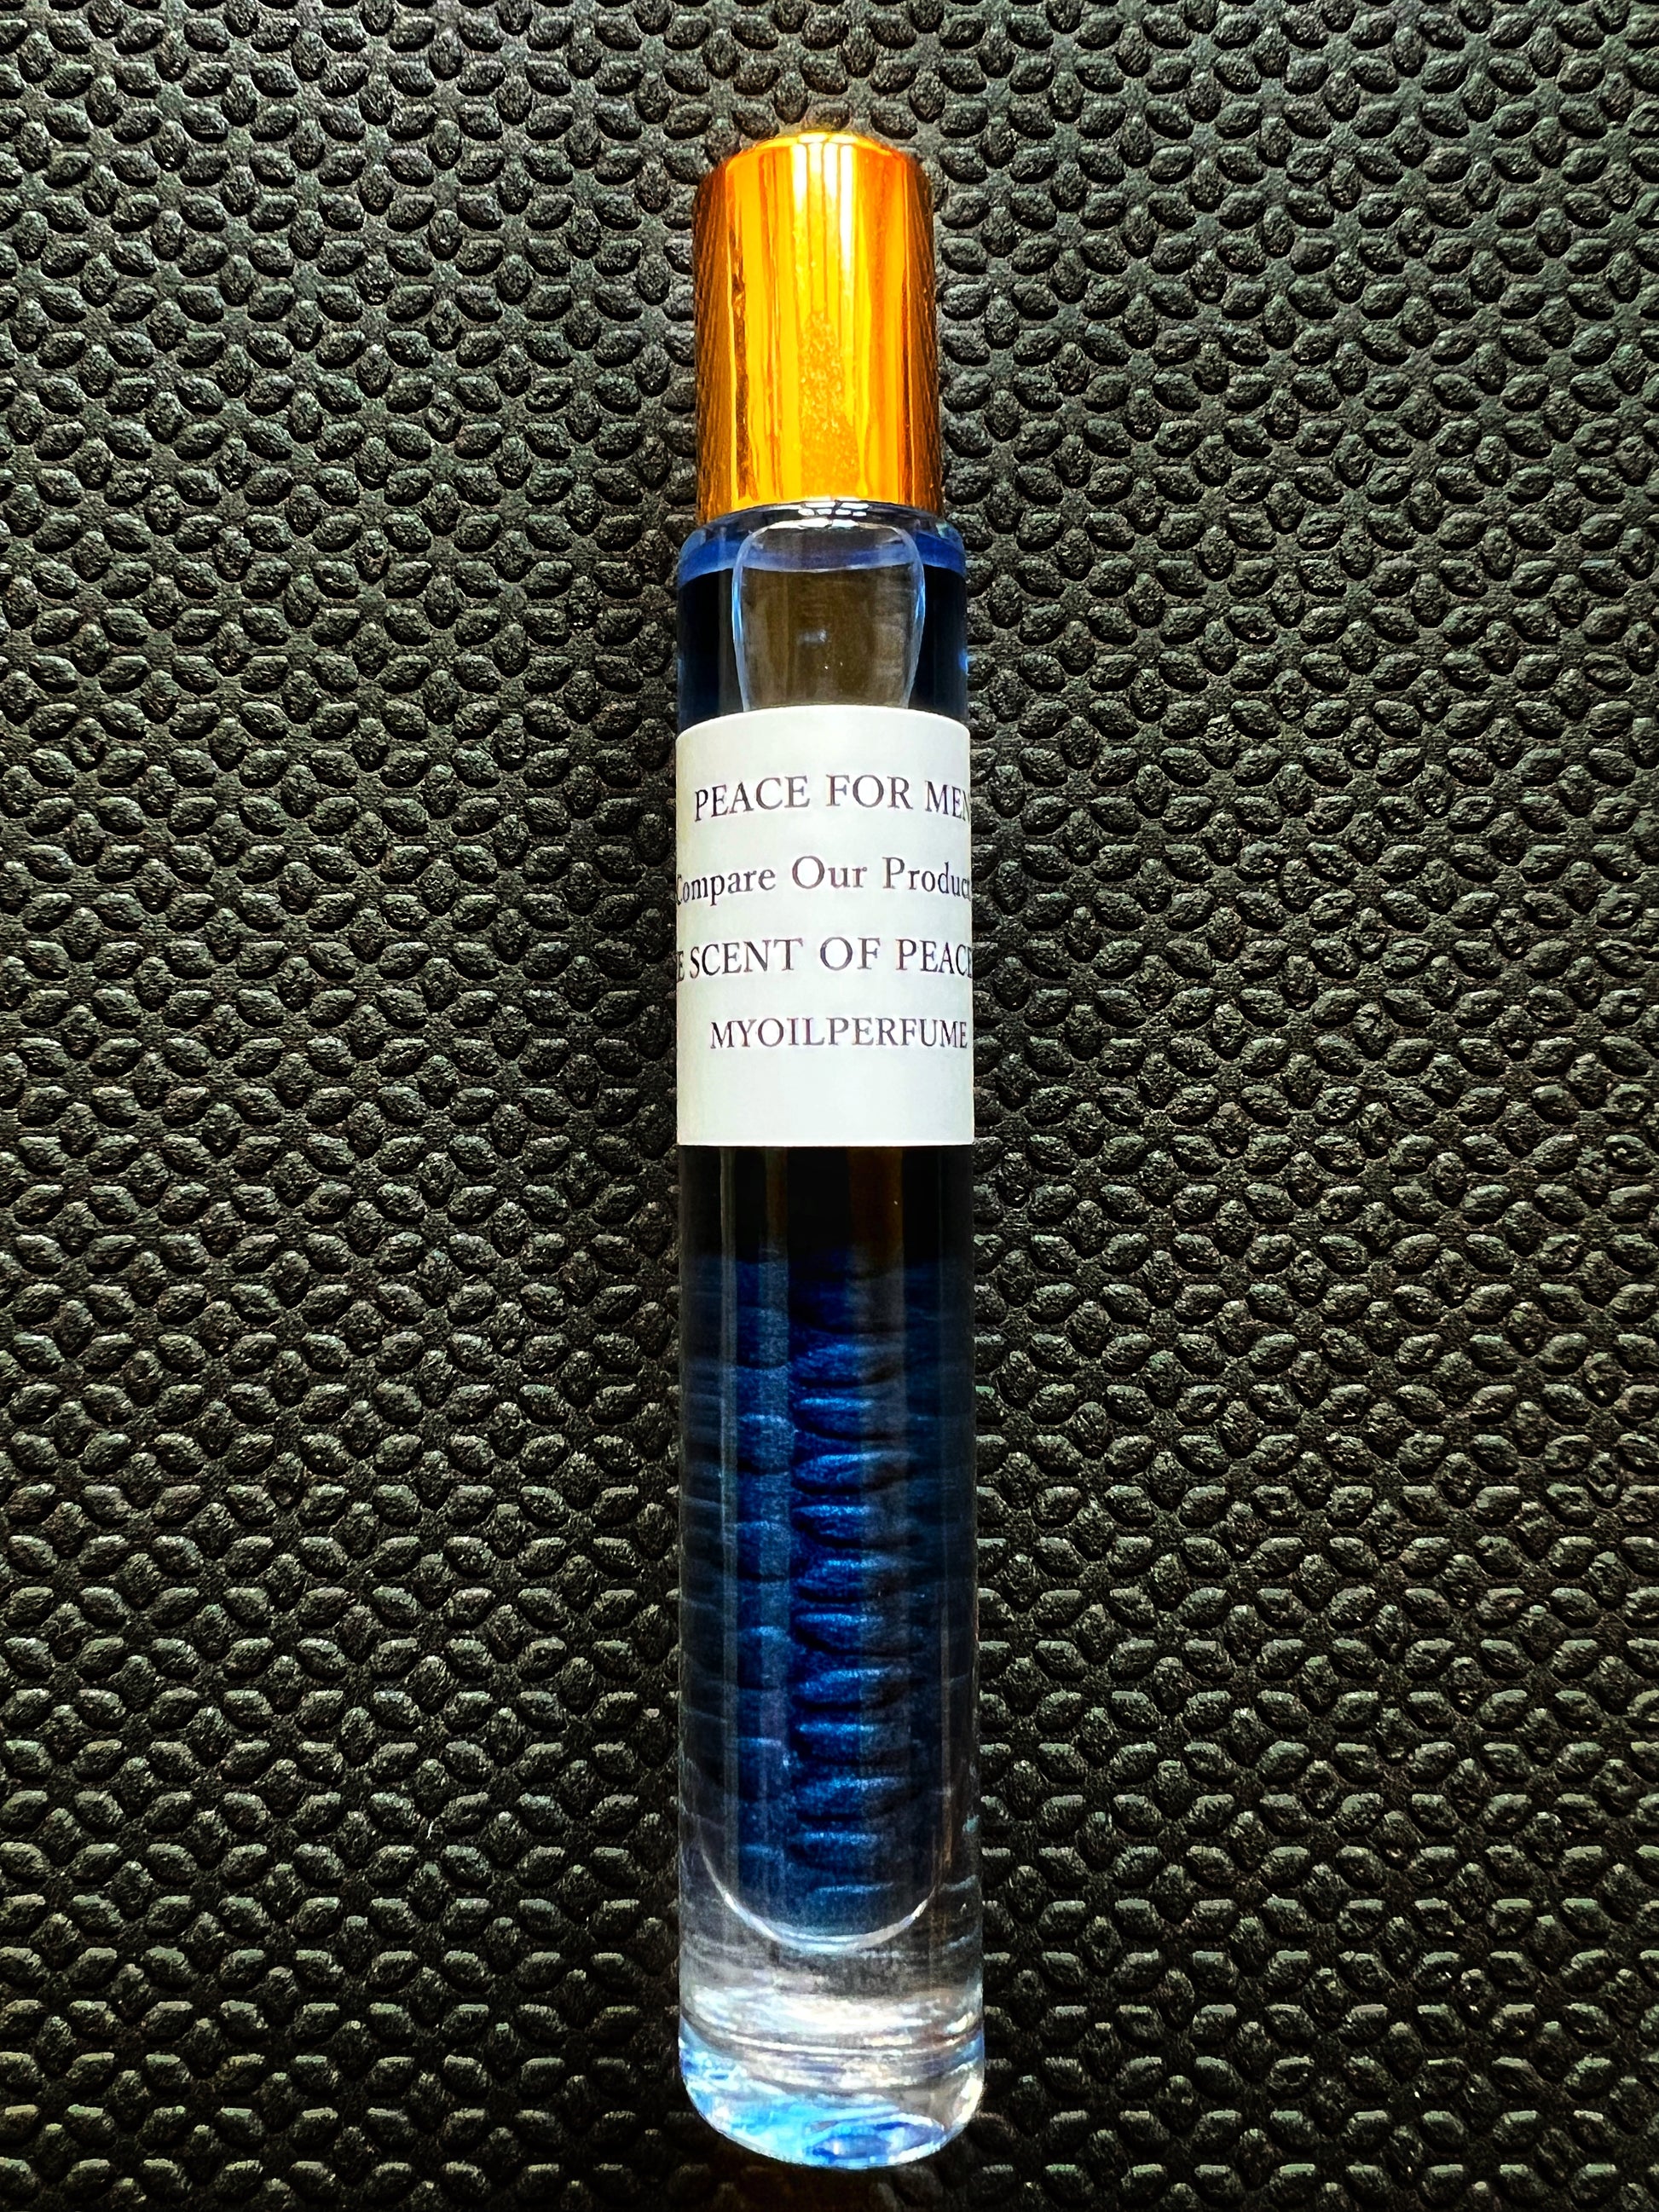 PEACE FOR MEN
Compare Our Product
E SCENT OF PEACE
MYOILPERFUME